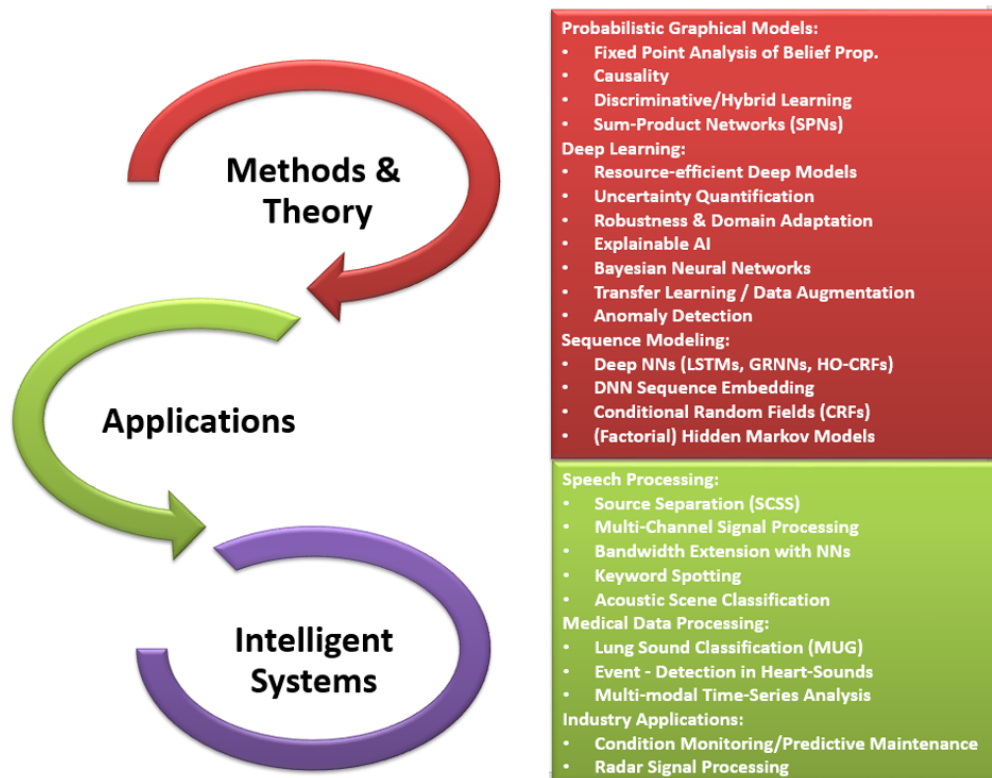 Methods &
Theory
Applications
Intelligent
Systems
Probabilistic Graphical Models:
• Fixed Point Analysis of Belief Prop.
• Causality
• Discriminative/Hybrid Learning
• Sum-Product Networks (SPNs)
Deep Learning:
• Resource-efficient Deep Models
• Uncertainty Quantification
• Robustness & Domain Adaptation
• Explainable AI
• Bayesian Neural Networks
• Transfer Learning / Data Augmentation
• Anomaly Detection
Sequence Modeling:
• Deep NNs (LSTMs, GRNNs, HO-CRFs)
• DNN Sequence Embedding
• Conditional Random Fields (CRFs)
• (Factorial) Hidden Markov Models
Speech Processing:
• Source Separation (SCSS)
• Multi-Channel Signal Processing
• Bandwidth Extension with NNs
• Keyword Spotting
• Acoustic Scene Classification
Medical Data Processing:
• Lung Sound Classification (MUG)
• Event - Detection in Heart-Sounds
• Multi-modal Time-Series Analysis
Industry Applications:
• Condition Monitoring/Predictive Maintenance
• Radar Signal Processing